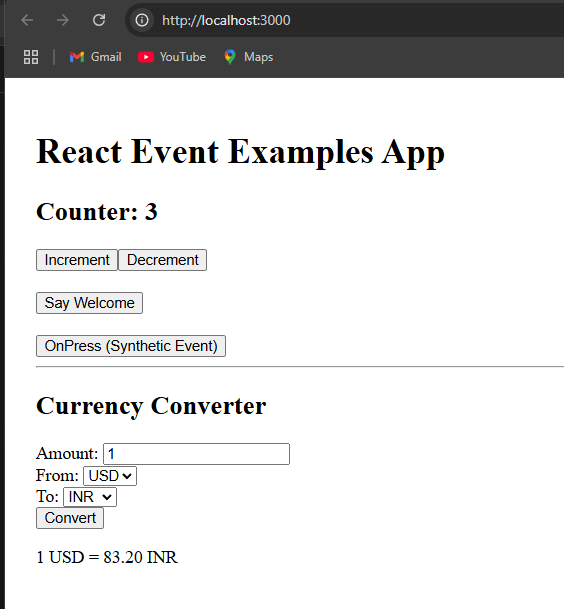 http://localhost:3000
Gmail YouTube Maps
React Event Examples App
Counter: 3
Increment Decrement
Say Welcome
OnPress (Synthetic Event)
Currency Converter
Amount: 1
From: USD
To: INR
Convert
1 USD = 83.20 INR